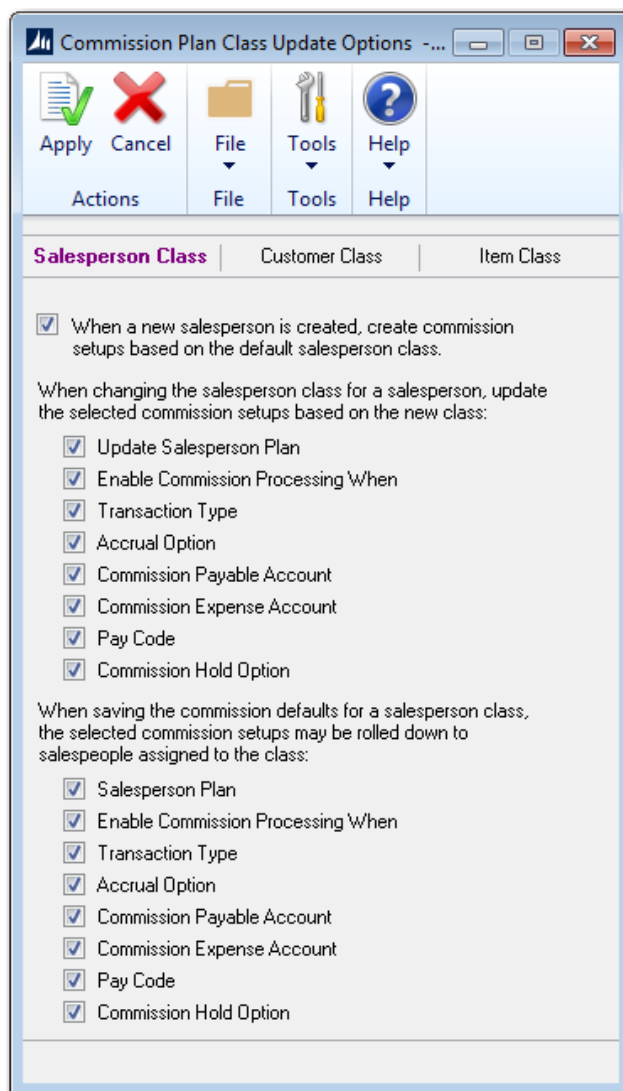 Commission Plan Class Update Options -...
Apply Cancel File Tools Help
Actions File Tools Help
Salesperson Class Customer Class Item Class
When a new salesperson is created, create commission
setups based on the default salesperson class.
When changing the salesperson class for a salesperson, update
the selected commission setups based on the new class:
Update Salesperson Plan
Enable Commission Processing When
Transaction Type
Accrual Option
Commission Payable Account
Commission Expense Account
Pay Code
Commission Hold Option
When saving the commission defaults for a salesperson class,
the selected commission setups may be rolled down to
salespeople assigned to the class:
Salesperson Plan
Enable Commission Processing When
Transaction Type
Accrual Option
Commission Payable Account
Commission Expense Account
Pay Code
Commission Hold Option